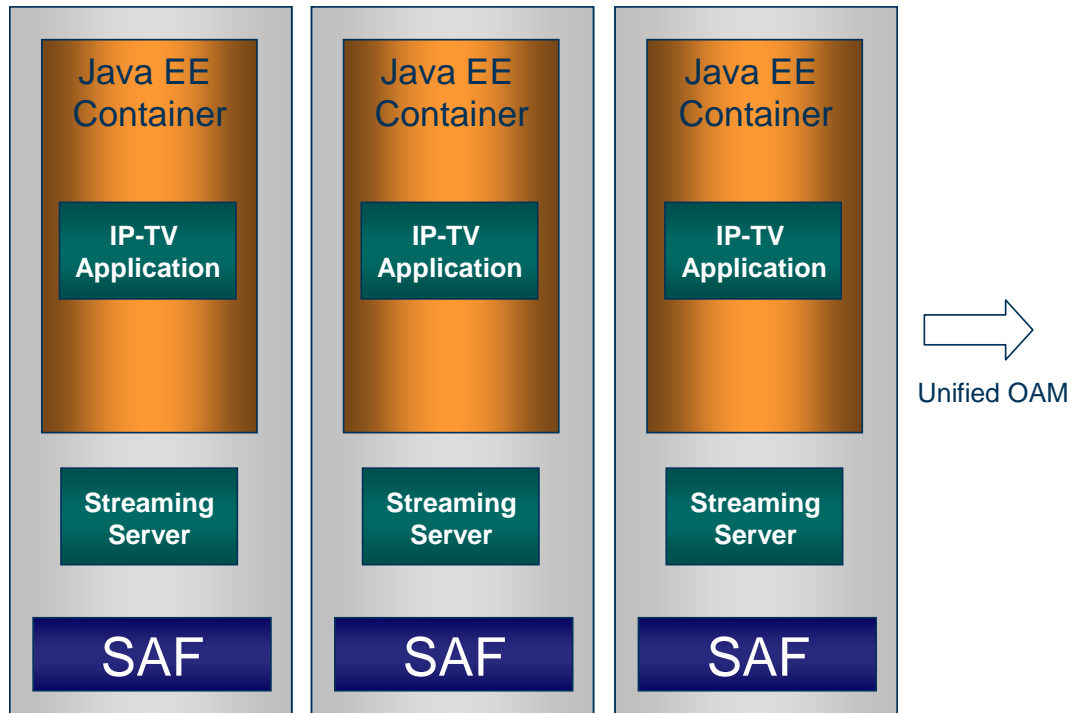 Java EE
Container
IP-TV
Application
Streaming
Server
SAF
Java EE
Container
IP-TV
Application
Streaming
Server
SAF
Java EE
Container
IP-TV
Application
Streaming
Server
SAF
Unified OAM